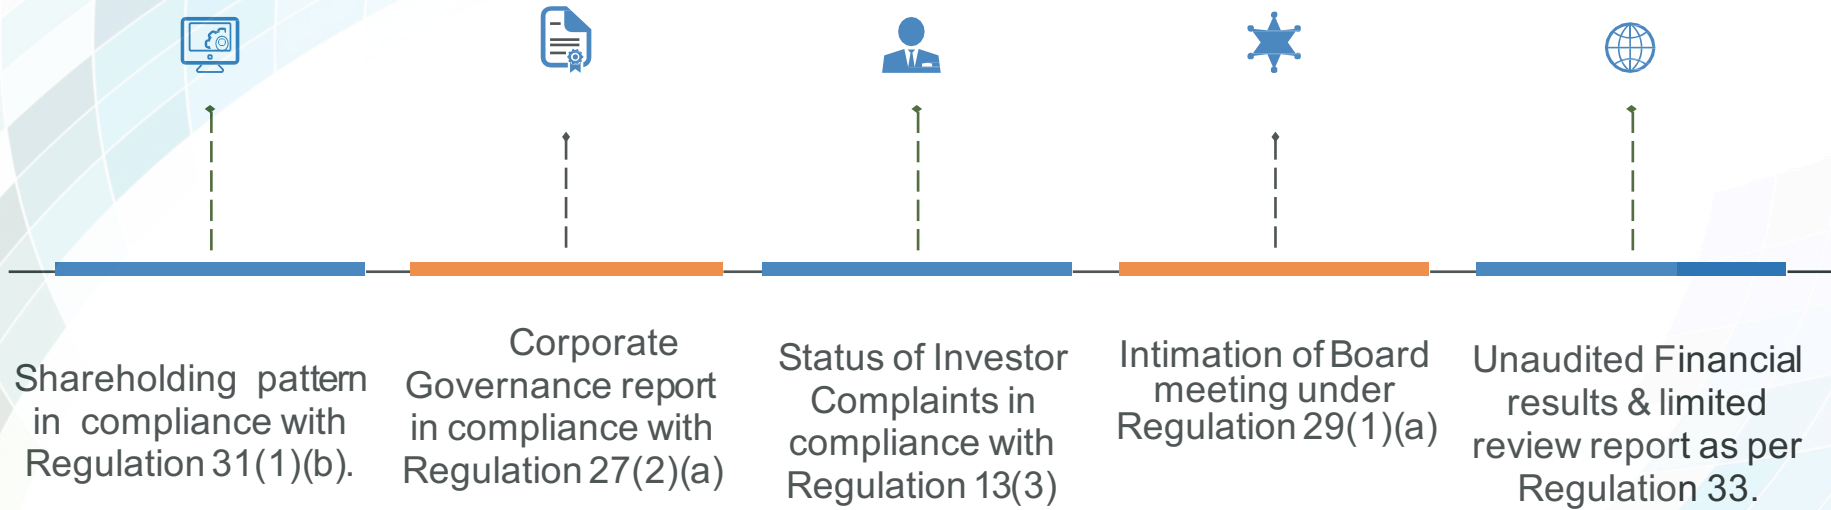 Shareholding pattern
in compliance with
Regulation 31(1)(b).
Corporate
Governance report
in compliance with
Regulation 27(2)(a)
Status of Investor
Complaints in
compliance with
Regulation 13(3)
Intimation of Board
meeting under
Regulation 29(1)(a)
Unaudited Financial
results & limited
review report as per
Regulation 33.